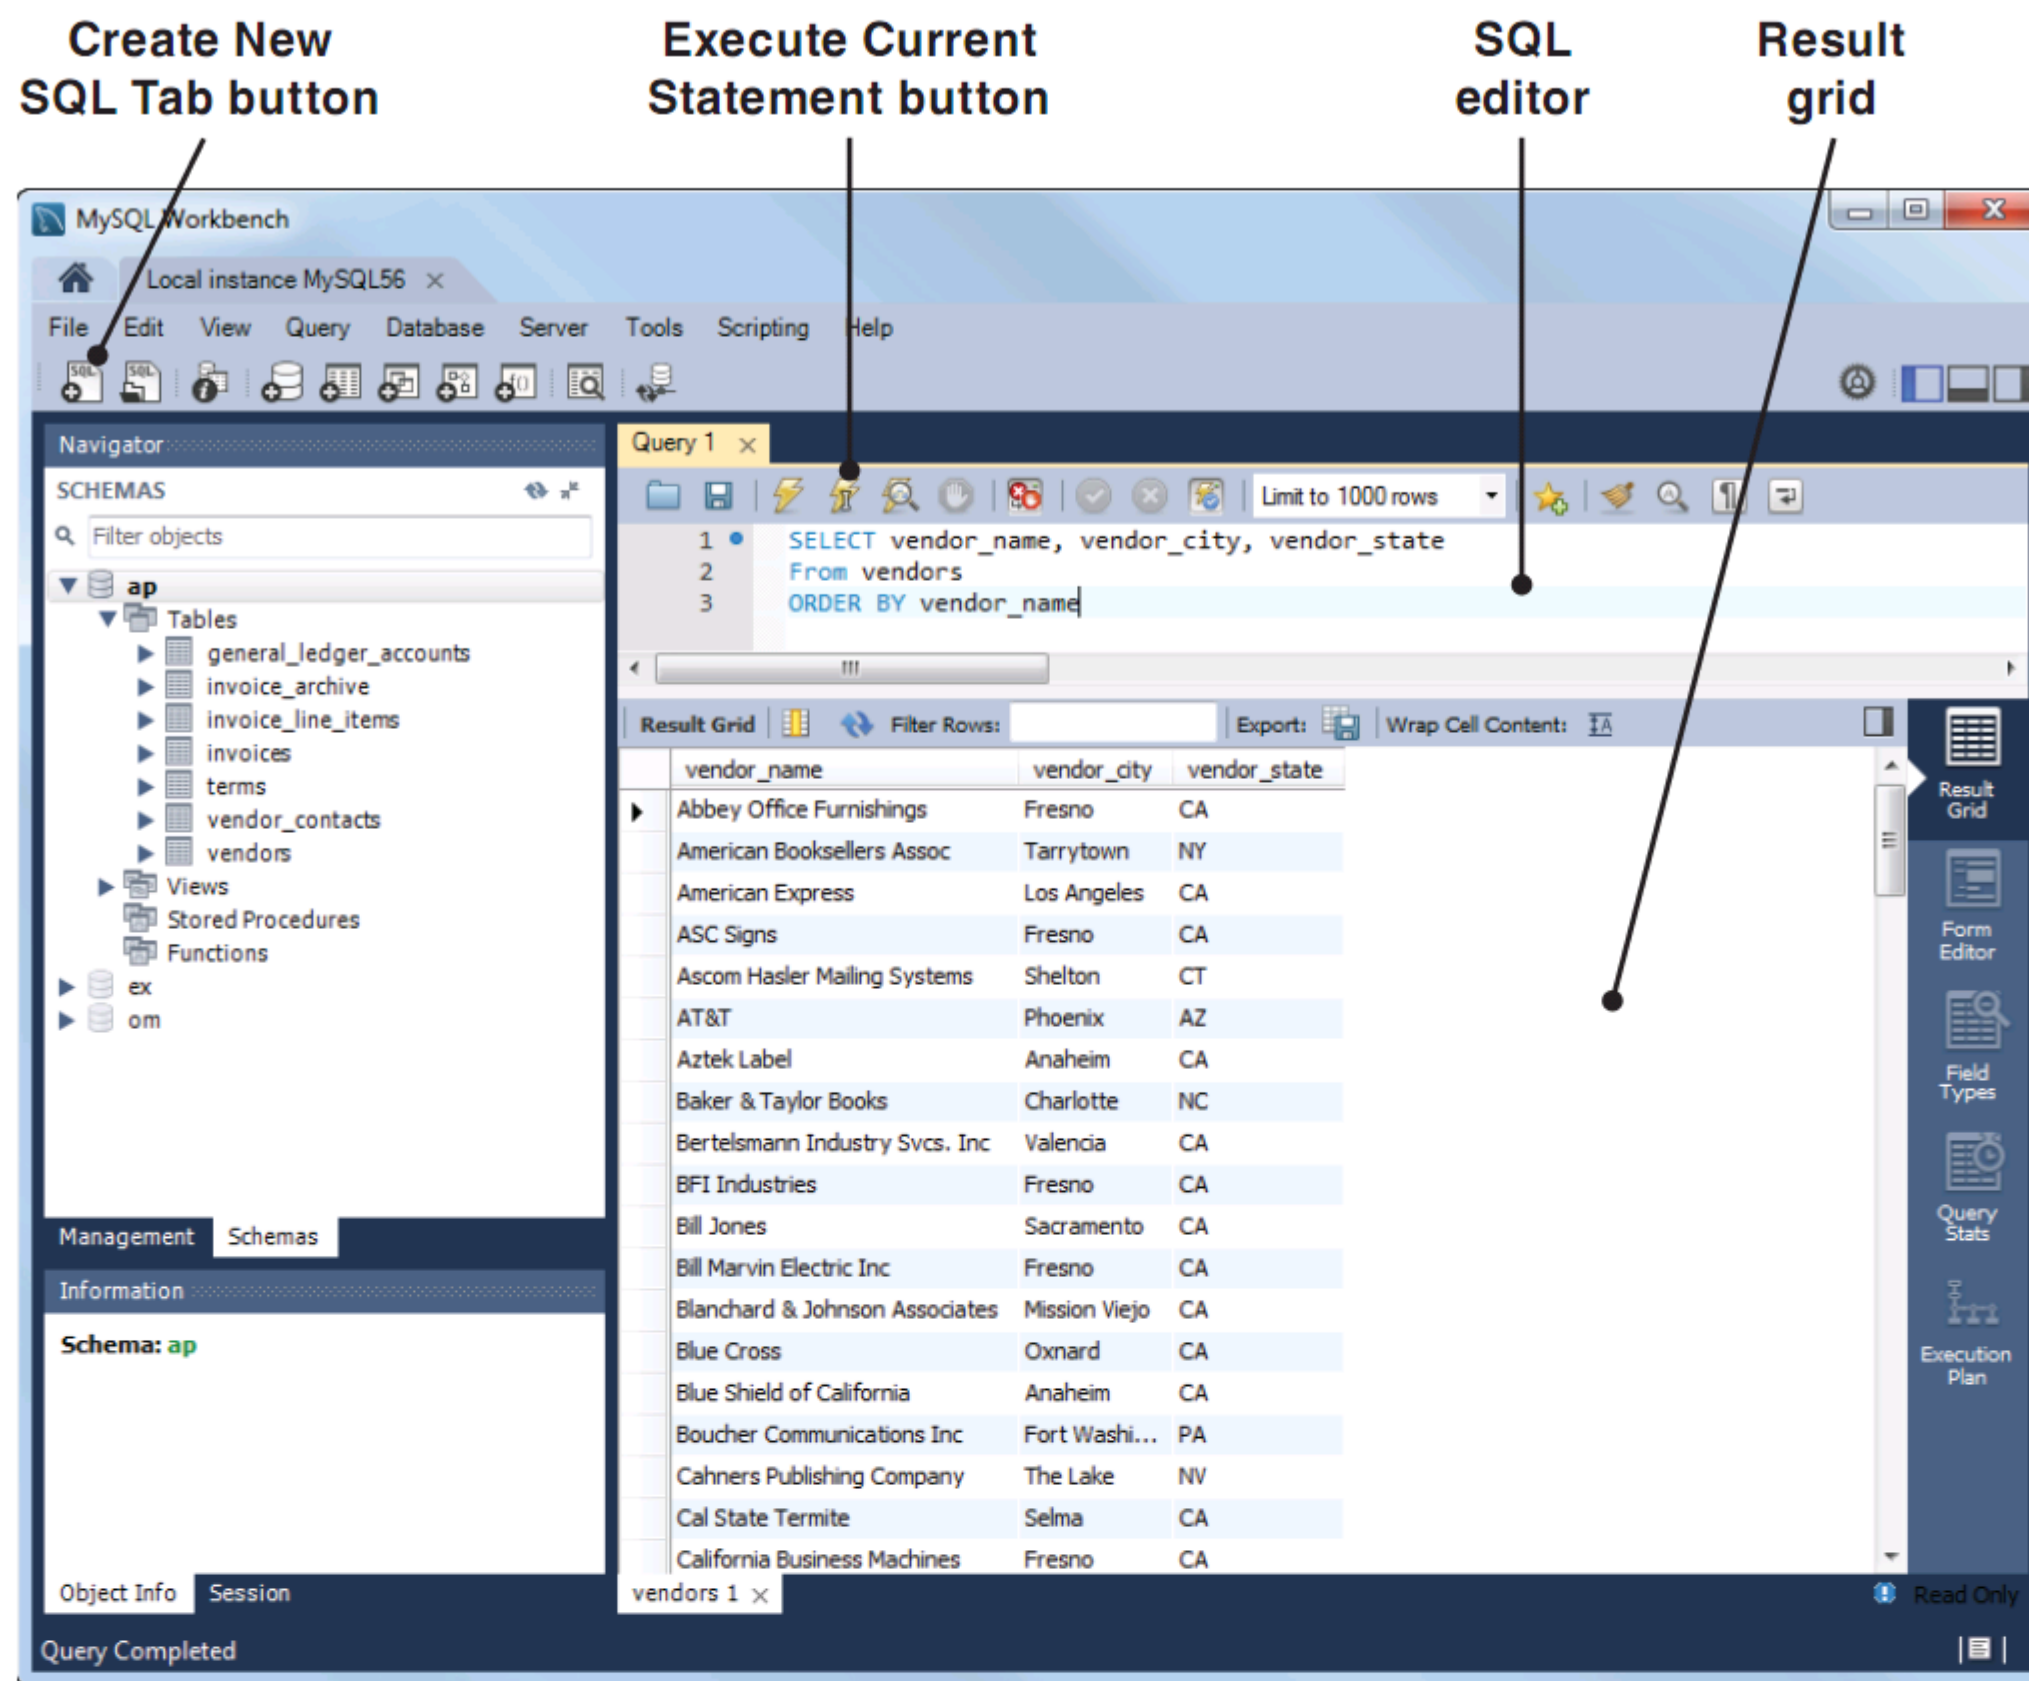 Create New
SQL Tab button
Execute Current
Statement button
SQL
editor
Result
grid
MySQL Workbench
Local instance MySQL56
File Edit View Query Database Server Tools Scripting Help
SQL SQL
Navigator
SCHEMAS
Filter objects
ap
Tables
general_ledger_accounts
invoice_archive
invoice_line_items
invoices
terms
vendor_contacts
vendors
Views
Stored Procedures
Functions
ex
om
Management Schemas
Information
Schema: ap
Object Info Session
Query Completed
Query 1
Limit to 1000 rows
1 SELECT vendor_name, vendor_city, vendor_state
2 From vendors
3 ORDER BY vendor_name
Result Grid Filter Rows: Export: Wrap Cell Content:
vendor_name vendor_city vendor_state
Abbey Office Furnishings Fresno CA
American Booksellers Assoc Tarrytown NY
American Express Los Angeles CA
ASC Signs Fresno CA
Ascom Hasler Mailing Systems Shelton CT
AT&T Phoenix AZ
Aztek Label Anaheim CA
Baker & Taylor Books Charlotte NC
Bertelsmann Industry Svcs. Inc Valencia CA
BFI Industries Fresno CA
Bill Jones Sacramento CA
Bill Marvin Electric Inc Fresno CA
Blanchard & Johnson Associates Mission Viejo CA
Blue Cross Oxnard CA
Blue Shield of California Anaheim CA
Boucher Communications Inc Fort Washi... PA
Cahners Publishing Company The Lake NV
Cal State Termite Selma CA
California Business Machines Fresno CA
vendors 1
Result
Grid
Form
Editor
Field
Types
Query
Stats
Execution
Plan
Read Only